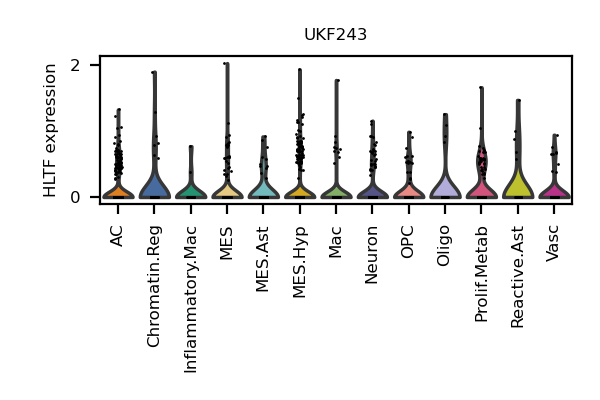 UKF243
HLTF expression
2
0
AC
Chromatin.Reg
Inflammatory.Mac
MES
MES.Ast
MES.Hyp
Mac
Neuron
OPC
Oligo
Prolif.Metab
Reactive.Ast
Vasc